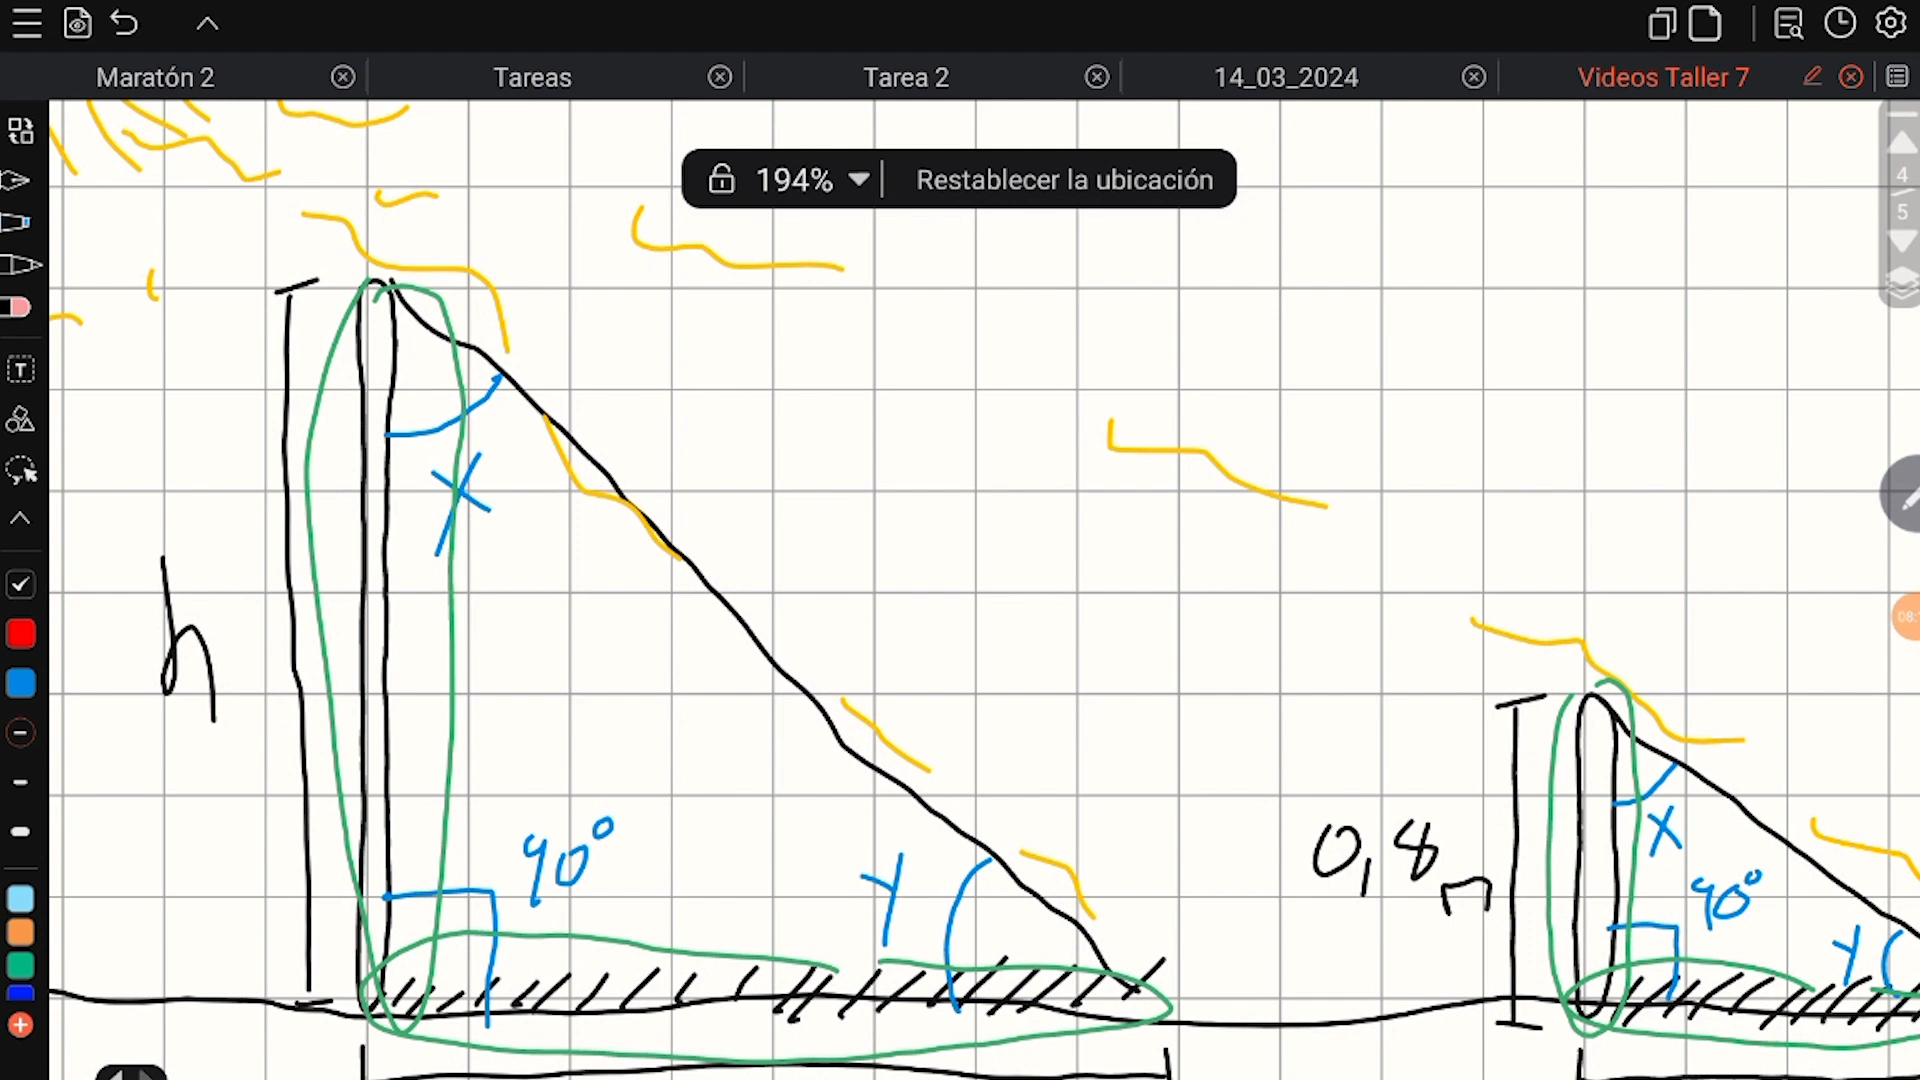 Maratón 2
Tareas
Tarea 2
14_03_2024
Videos Taller 7
194%
Restablecer la ubicación
4
5
T
08:
h
X
90°
Y
0,8 m
X
90°
Y